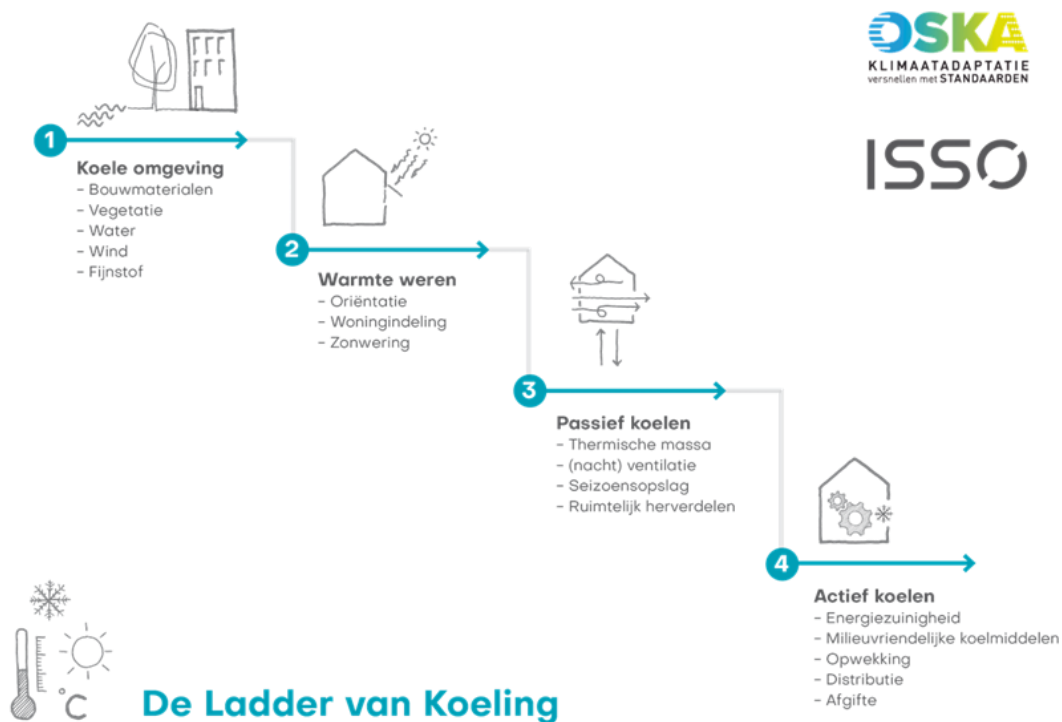 OSKA
KLIMAATADAPTATIE
versnellen met STANDAARDEN
ISSO
1
Koele omgeving
- Bouwmaterialen
- Vegetatie
- Water
- Wind
- Fijnstof
2
Warmte weren
- Oriëntatie
- Woningindeling
- Zonwering
3
Passief koelen
- Thermische massa
- (nacht) ventilatie
- Seizoensopslag
- Ruimtelijk herverdelen
4
Actief koelen
- Energiezuinigheid
- Milieuvriendelijke koelmiddelen
- Opwekking
- Distributie
- Afgifte
°C
De Ladder van Koeling